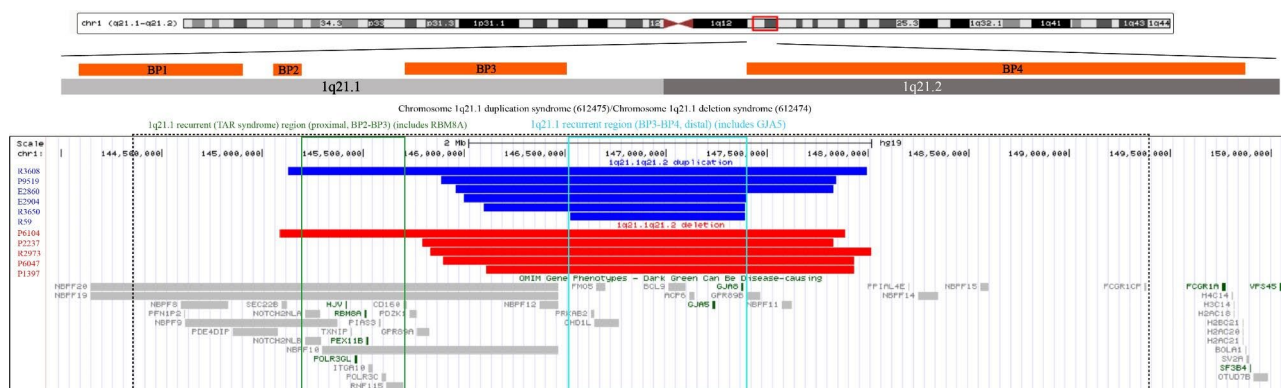 chr1 (q21.1-q21.2) 34.3 p33 p31.3 1p31.1 12 1q12 25.3 1q32.1 1q41 1q43 1q44
BP1 BP2 BP3 BP4
1q21.1 1q21.2
Chromosome 1q21.1 duplication syndrome (612475)/Chromosome 1q21.1 deletion syndrome (612474)
1q21.1 recurrent (TAR syndrome) region (proximal, BP2-BP3) (includes RBM8A) 1q21.1 recurrent region (BP3-BP4, distal) (includes GJA5)
Scale 2 Mb hg19
chr1: 144,500,000 145,000,000 145,500,000 146,000,000 146,500,000 147,000,000 147,500,000 148,000,000 148,500,000 149,000,000 149,500,000 150,000,000
1q21.1q21.2 duplication
R3608
P9519
E2860
E2904
R3650
R59
1q21.1q21.2 deletion
P6104
P2237
R2973
P6047
P1397
OMIM Gene Phenotypes - Dark Green Can Be Disease-causing
NBPF20 FMO5 BCL9 GJA8 PPIAL4E NBPF15 FCGR1CP FCGR1A VPS45
NBPF19 ACP6 GPR89B NBPF14 H4C14
NBPF8 SEC22B HJV CD160 NBPF12 GJA5 NBPF11 H3C14
PFN1P2 NOTCH2NLA RBM8A PDZK1 PRKAB2 H2AC18
NBPF9 PIAS3 CHD1L H2BC21
PDE4DIP TXNIP GPR89A H2AC20
NOTCH2NLB PEX11B H2AC21
NBPF10 BOLA1
POLR3GL SV2A
ITGA10 SF3B4
POLR3C OTUD7B
RNF115